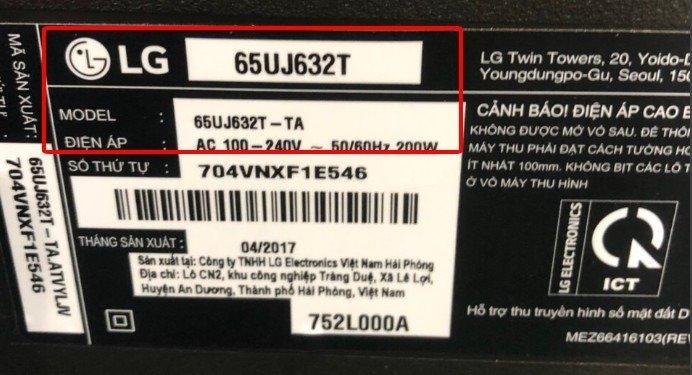 LG 65UJ632T
MODEL : 65UJ632T-TA
ĐIỆN ÁP : AC 100-240V ~ 50/60Hz 200W
SỐ THỨ TỰ : 704VNXF1E546
THÁNG SẢN XUẤT : 04/2017
Sản xuất tại: Công ty TNHH LG Electronics Việt Nam Hải Phòng
Địa chỉ: Lô CN2, khu công nghiệp Tràng Duệ, Xã Lê Lợi,
Huyện An Dương, Thành phố Hải Phòng, Việt Nam
752L000A
MÃ SẢN XUẤT:
65UJ632T-TA.ATVYLJV
704VNXF1E546
LG Twin Towers, 20, Yoido-
Youngdungpo-Gu, Seoul, 150
CẢNH BÁO! ĐIỆN ÁP CAO
KHÔNG ĐƯỢC MỞ VỎ SAU. ĐỂ
MÁY THU PHẢI ĐẶT CÁCH TƯỜNG
ÍT NHẤT 100mm. KHÔNG BỊT CÁC LỖ
Ở VỎ MÁY THU HÌNH
LG ELECTRONICS
ICT
Hỗ trợ thu truyền hình số mặt đất
MEZ66416103(RE